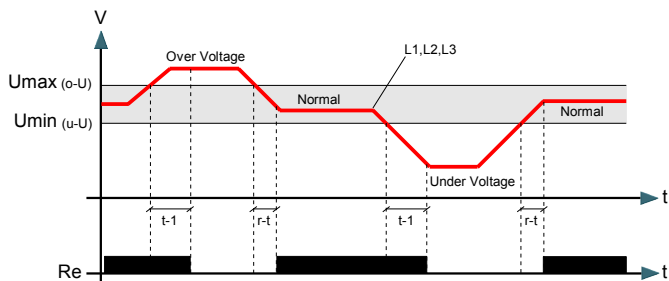 V
Over Voltage
L1,L2,L3
Umax (o-U)
Normal
Normal
Umin (u-U)
Under Voltage
t
t-1
r-t
t-1
r-t
Re
t